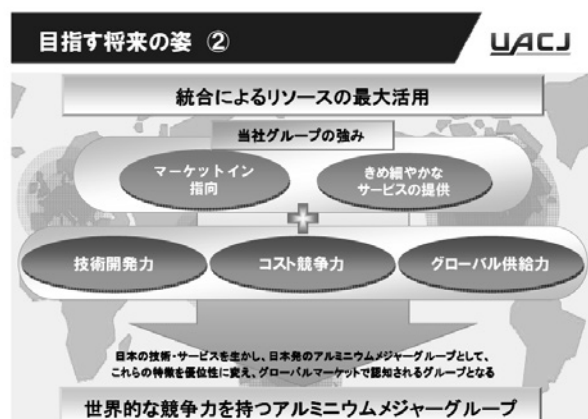 目指す将来の姿 ②
UACJ
統合によるリソースの最大活用
当社グループの強み
マーケットイン
指向
きめ細やかな
サービスの提供
技術開発力
コスト競争力
グローバル供給力
日本の技術・サービスを生かし、日本発のアルミニウムメジャーグループとして、
これらの特徴を優位性に変え、グローバルマーケットで認知されるグループとなる
世界的な競争力を持つアルミニウムメジャーグループ